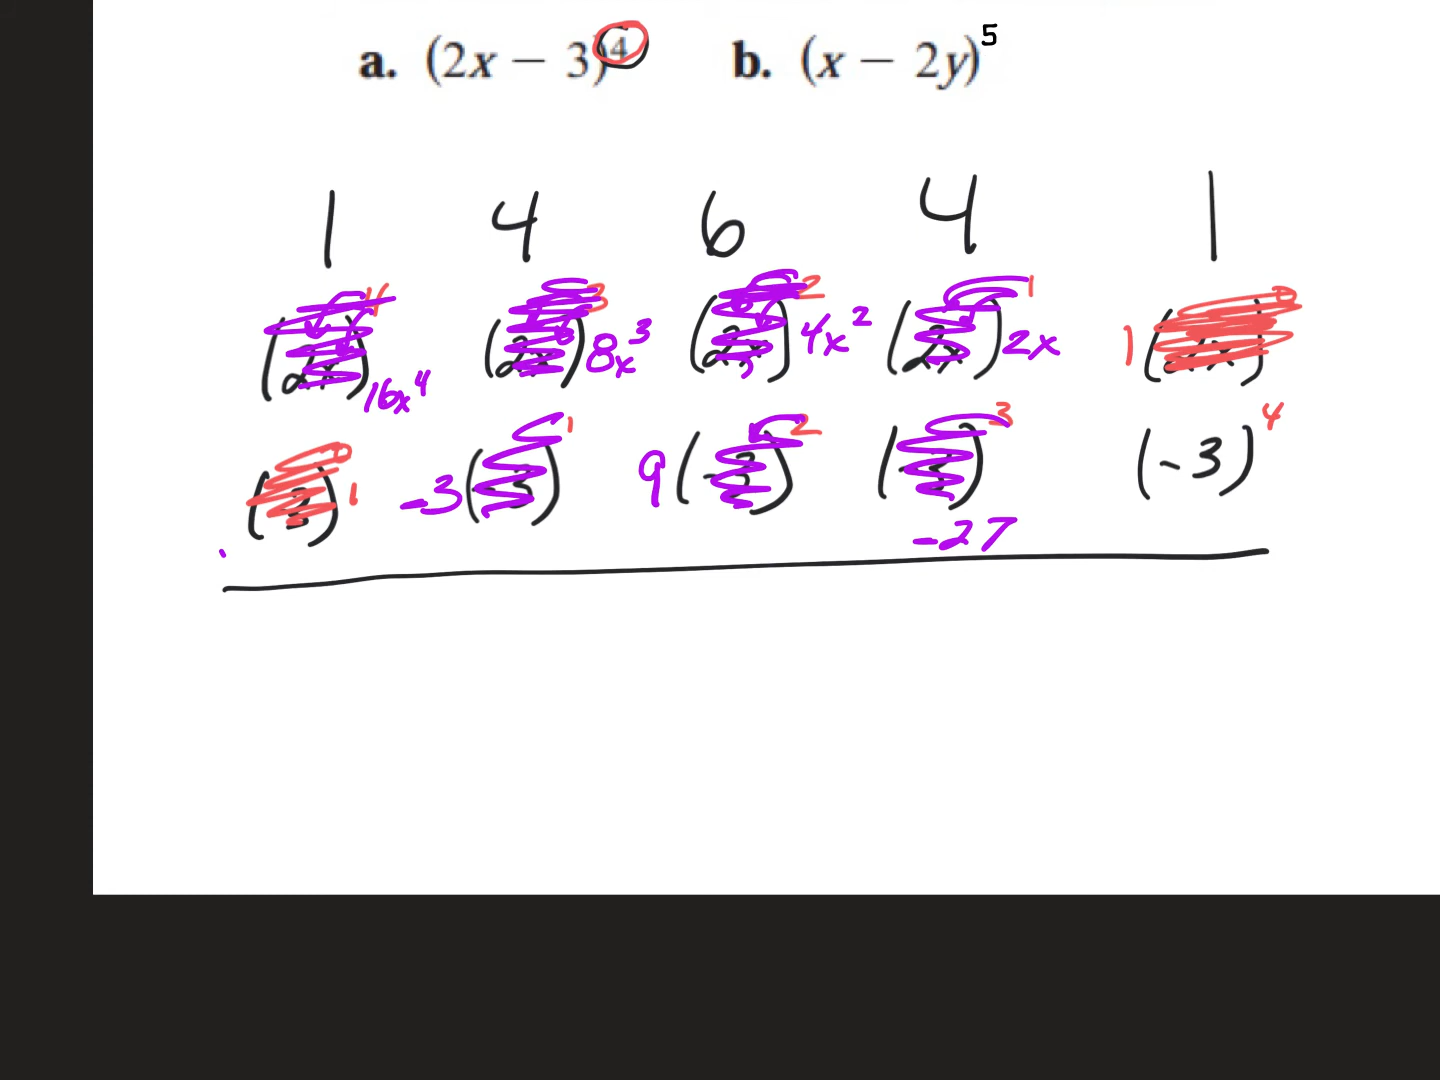 a. (2x − 3)⁴ b. (x − 2y)⁵
1 4 6 4 1
16x⁴ 8x³ 4x² 2x 1
1 -3 9 -27 (-3)⁴